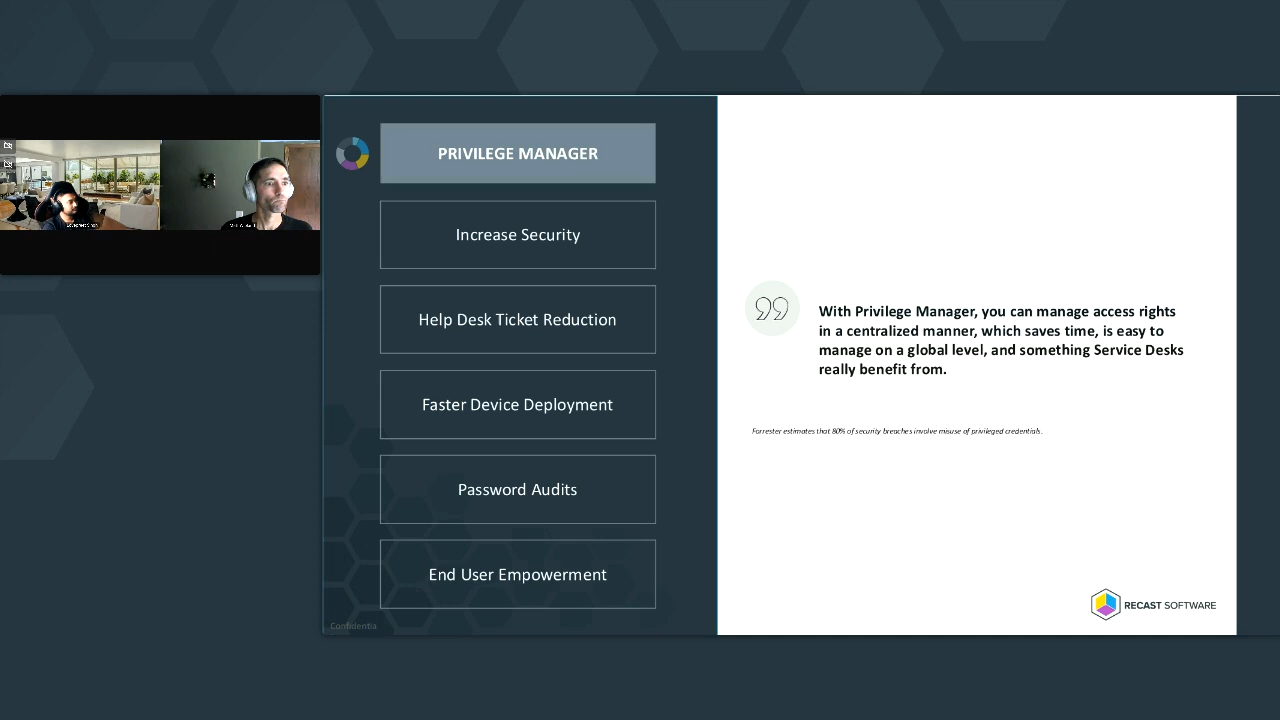 PRIVILEGE MANAGER
Increase Security
Help Desk Ticket Reduction
Faster Device Deployment
Password Audits
End User Empowerment
Confidentia
With Privilege Manager, you can manage access rights
in a centralized manner, which saves time, is easy to
manage on a global level, and something Service Desks
really benefit from.
Forrester estimates that 80% of security breaches involve misuse of privileged credentials.
RECAST SOFTWARE